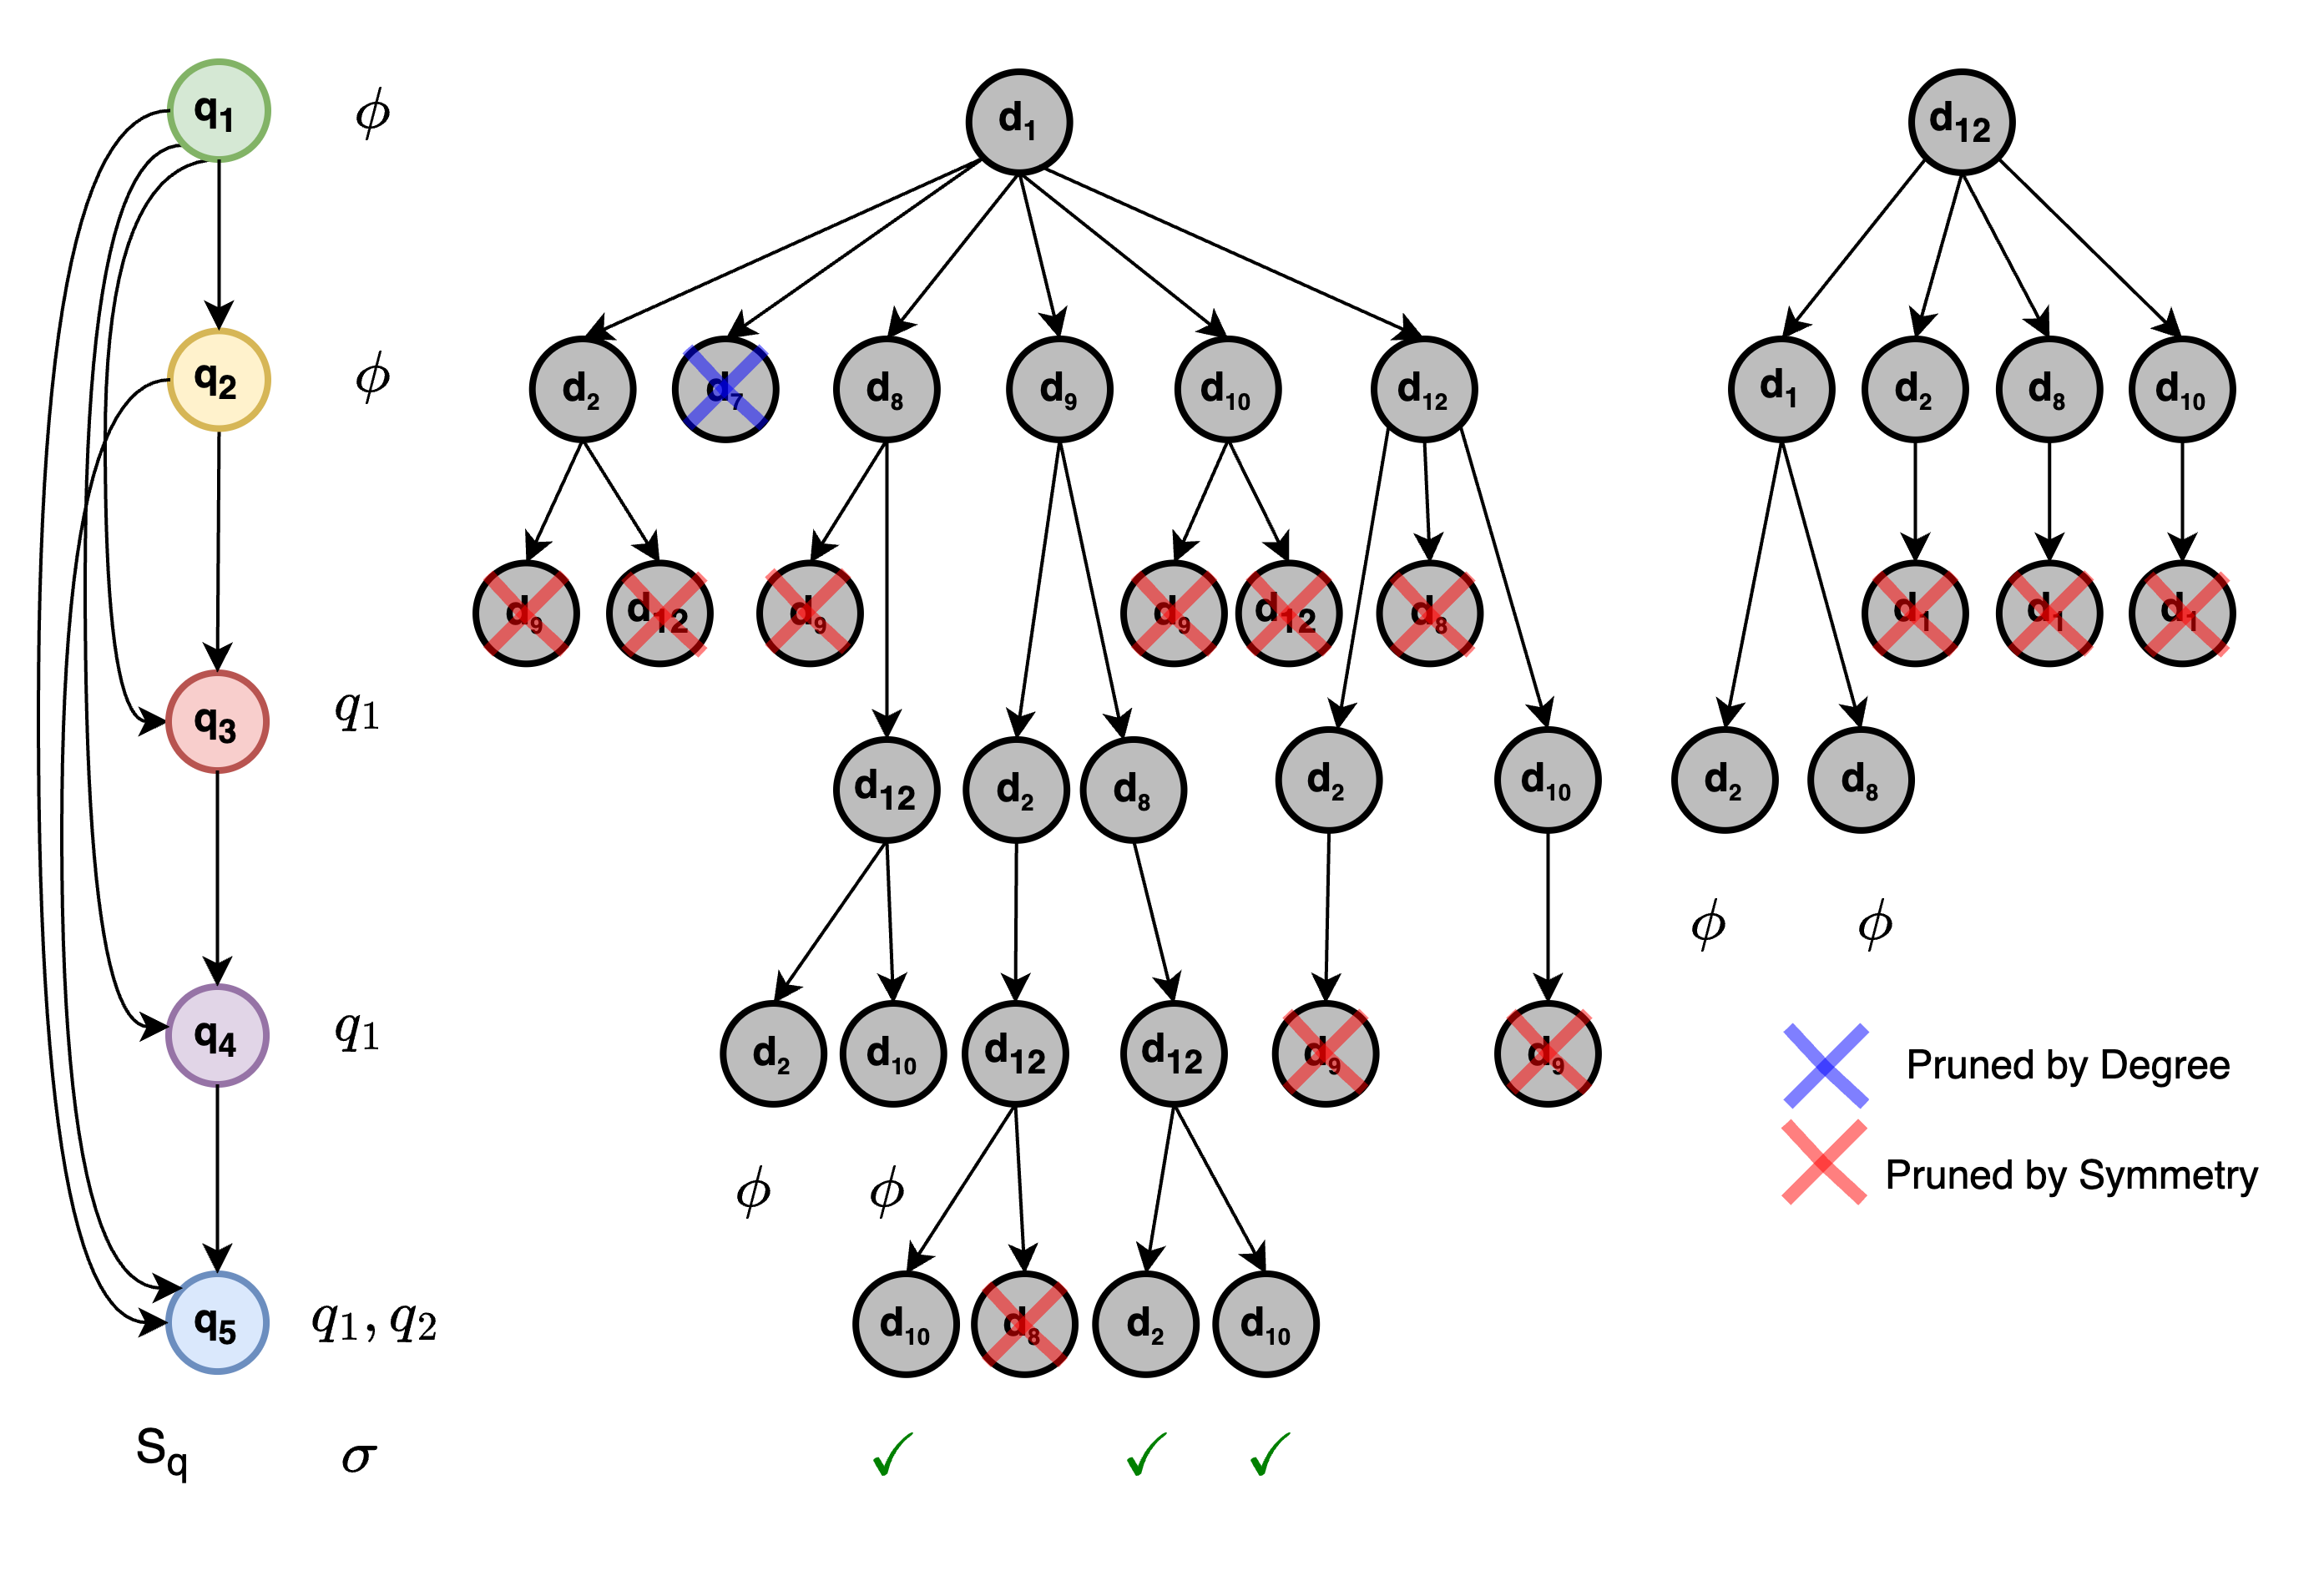 q1 ϕ d1 d12
q2 ϕ d2 d7 d8 d9 d10 d12 d1 d2 d8 d10
d9 d12 d9 d9 d12 d8 d1 d1 d1
q3 q1
d12 d2 d8 d2 d10 d2 d8
ϕ ϕ
q4 q1 d2 d10 d12 d12 d9 d9
Pruned by Degree
ϕ ϕ Pruned by Symmetry
q5 q1, q2 d10 d8 d2 d10
Sq σ ✓ ✓ ✓